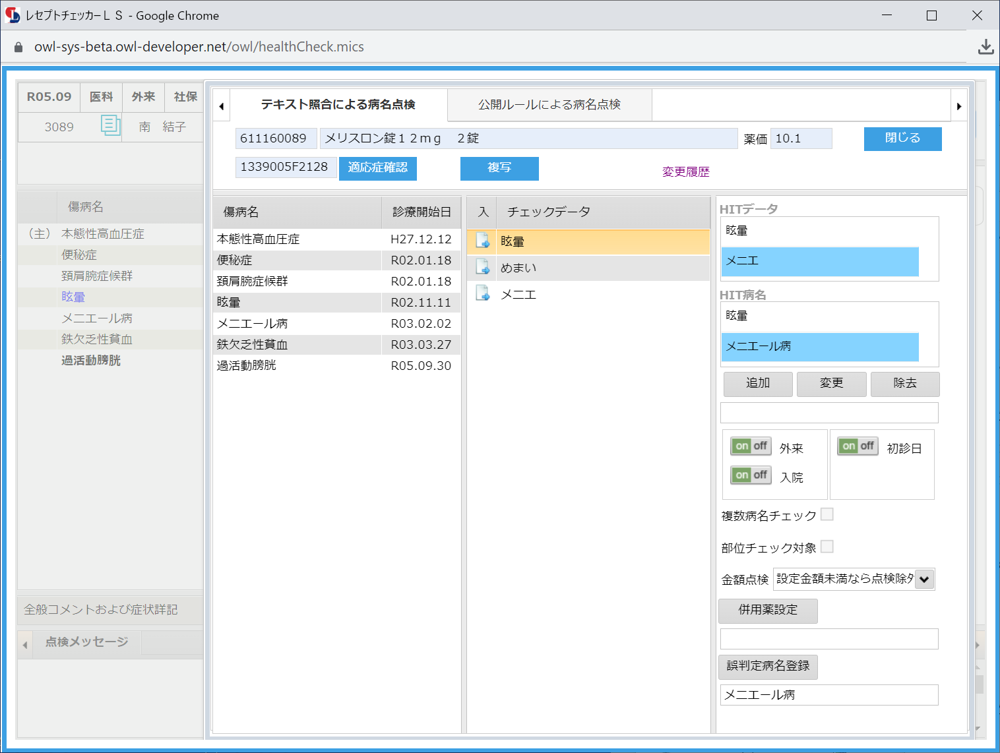 レセプトチェッカーＬＳ - Google Chrome
owl-sys-beta.owl-developer.net/owl/healthCheck.mics
R05.09 医科 外来 社保
3089 南 結子
傷病名
（主） 本態性高血圧症
便秘症
頚肩腕症候群
眩暈
メニエール病
鉄欠乏性貧血
過活動膀胱
全般コメントおよび症状詳記
点検メッセージ
テキスト照合による病名点検 公開ルールによる病名点検
611160089 メリスロン錠１２ｍｇ　２錠 薬価 10.1 閉じる
1339005F2128 適応症確認 複写 変更履歴
傷病名 診療開始日
本態性高血圧症 H27.12.12
便秘症 R02.01.18
頚肩腕症候群 R02.01.18
眩暈 R02.11.11
メニエール病 R03.02.02
鉄欠乏性貧血 R03.03.27
過活動膀胱 R05.09.30
入 チェックデータ
眩暈
めまい
メニエ
HITデータ
眩暈
メニエ
HIT病名
眩暈
メニエール病
追加 変更 除去
on off 外来 on off 初診日
on off 入院
複数病名チェック
部位チェック対象
金額点検 設定金額未満なら点検除外
併用薬設定
誤判定病名登録
メニエール病